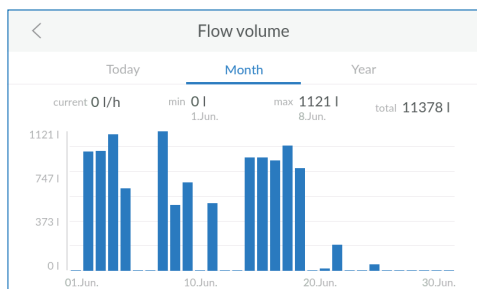 Flow volume
Today Month Year
current 0 l/h min 0 l max 1121 l total 11378 l
1.Jun. 8.Jun.
1121 l
747 l
373 l
0 l
01.Jun. 10.Jun. 20.Jun. 30.Jun.